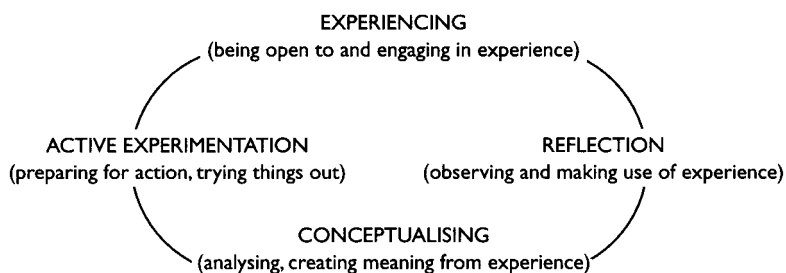 EXPERIENCING
(being open to and engaging in experience)
ACTIVE EXPERIMENTATION
(preparing for action, trying things out)
REFLECTION
(observing and making use of experience)
CONCEPTUALISING
(analysing, creating meaning from experience)